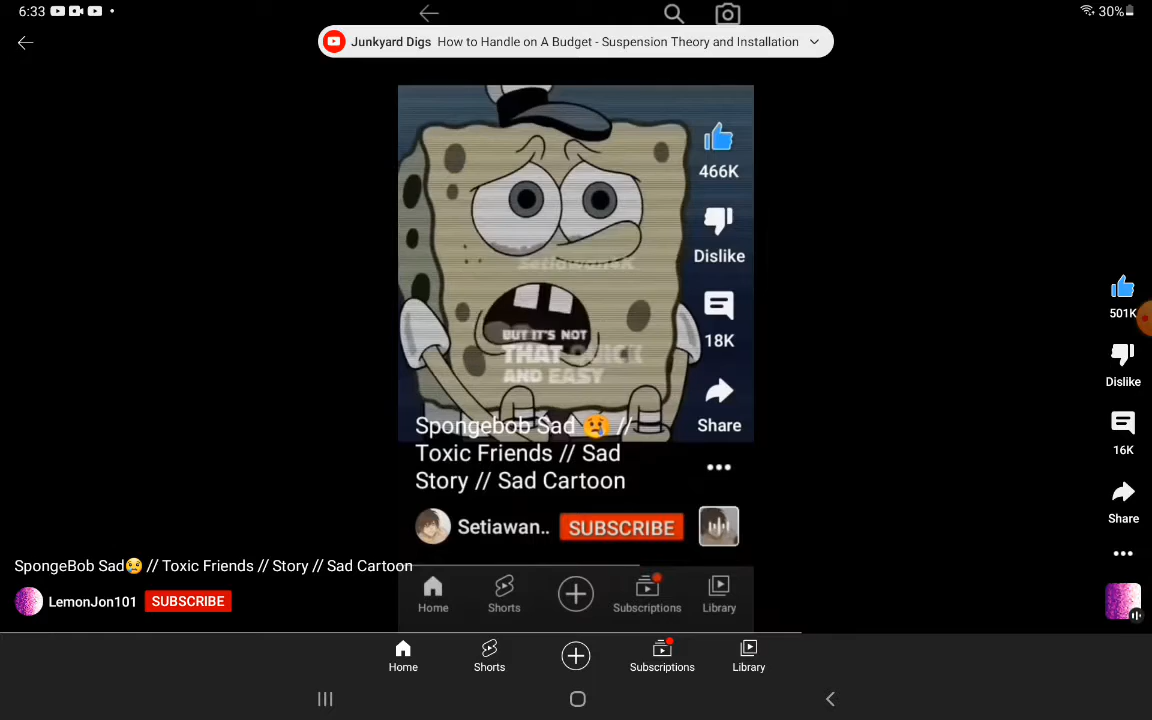 6:33
30%
Junkyard Digs How to Handle on A Budget - Suspension Theory and Installation
466K
Dislike
Setiawan4K
BUT IT'S NOT
THAT QUICK
AND EASY
18K
Share
Spongebob Sad 😢 //
Toxic Friends // Sad
Story // Sad Cartoon
Setiawan.. SUBSCRIBE
Home Shorts Subscriptions Library
501K
Dislike
16K
Share
SpongeBob Sad😢 // Toxic Friends // Story // Sad Cartoon
LemonJon101 SUBSCRIBE
Home Shorts Subscriptions Library